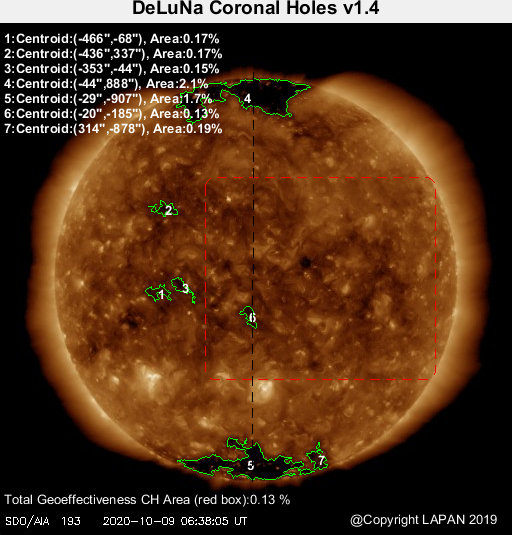 DeLuNa Coronal Holes v1.4
1:Centroid:(-466",-68"), Area:0.17%
2:Centroid:(-436",337"), Area:0.17%
3:Centroid:(-353",-44"), Area:0.15%
4:Centroid:(-44",888"), Area:2.1%
5:Centroid:(-29",-907"), Area:1.7%
6:Centroid:(-20",-185"), Area:0.13%
7:Centroid:(314",-878"), Area:0.19%
4
2
1
3
6
7
5
Total Geoeffectiveness CH Area (red box):0.13 %
SDO/AIA 193 2020-10-09 06:38:05 UT
@Copyright LAPAN 2019